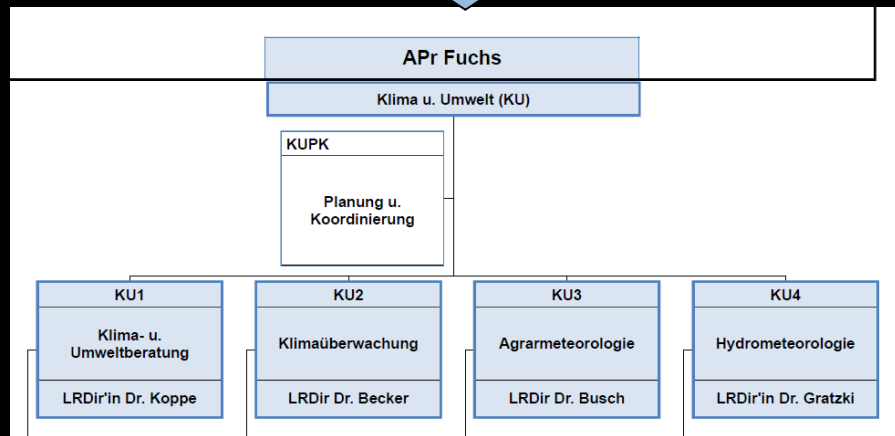 APr Fuchs
Klima u. Umwelt (KU)
KUPK
Planung u.
Koordinierung
KU1
Klima- u.
Umweltberatung
LRDir'in Dr. Koppe
KU2
Klimaüberwachung
LRDir Dr. Becker
KU3
Agrarmeteorologie
LRDir Dr. Busch
KU4
Hydrometeorologie
LRDir'in Dr. Gratzki